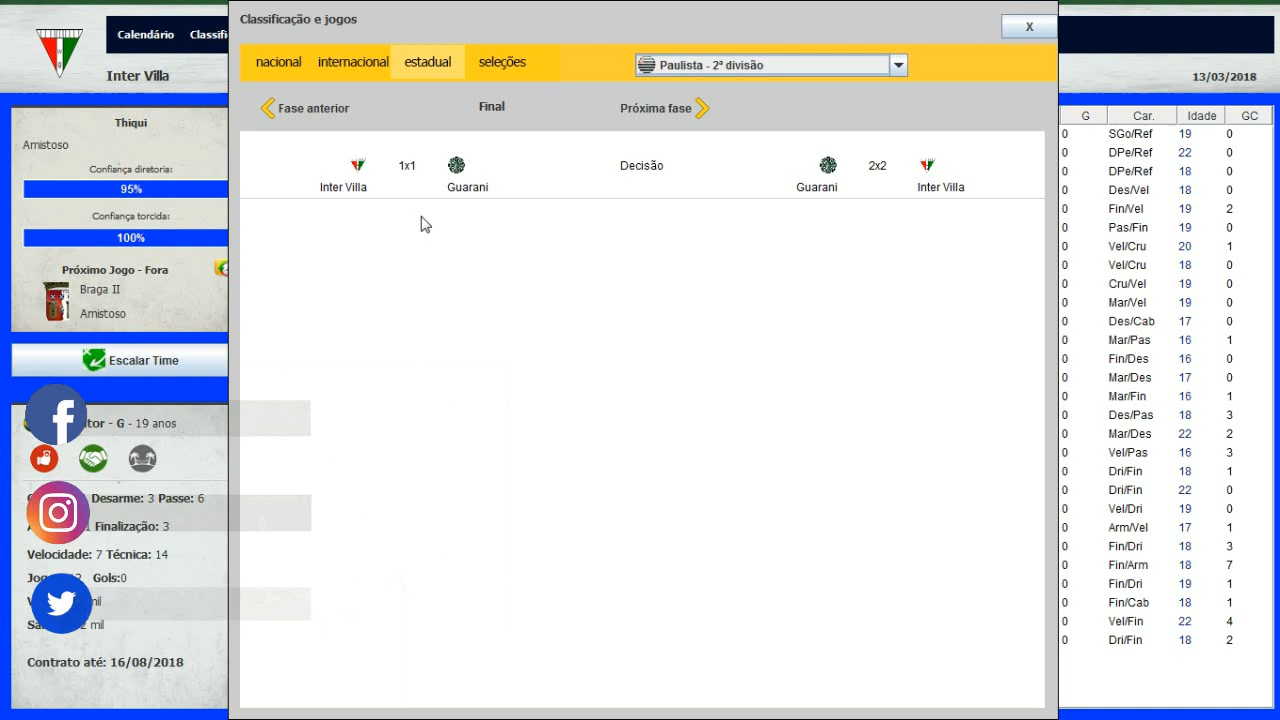 Classificação e jogos
X
Calendário Classifi
Inter Villa
13/03/2018
nacional internacional estadual seleções Paulista - 2ª divisão
Fase anterior Final Próxima fase
1x1 Decisão 2x2
Inter Villa Guarani Guarani Inter Villa
Thiqui
Amistoso
Confiança diretoria:
95%
Confiança torcida:
100%
Próximo Jogo - Fora
Braga II
Amistoso
Escalar Time
tor - G - 19 anos
Desarme: 3 Passe: 6
Finalização: 3
Velocidade: 7 Técnica: 14
Gols:0
mil
2 mil
Contrato até: 16/08/2018
G Car. Idade GC
0 SGo/Ref 19 0
0 DPe/Ref 22 0
0 DPe/Ref 18 0
0 Des/Vel 18 0
0 Fin/Vel 19 2
0 Pas/Fin 19 0
0 Vel/Cru 20 1
0 Vel/Cru 18 0
0 Cru/Vel 19 0
0 Mar/Vel 19 0
0 Des/Cab 17 0
0 Mar/Pas 16 1
0 Fin/Des 16 0
0 Mar/Des 17 0
0 Mar/Fin 16 1
0 Des/Pas 18 3
0 Mar/Des 22 2
0 Vel/Pas 16 3
0 Dri/Fin 18 1
0 Dri/Fin 22 0
0 Vel/Dri 19 0
0 Arm/Vel 17 1
0 Fin/Dri 18 3
0 Fin/Arm 18 7
0 Fin/Dri 19 1
0 Fin/Cab 18 1
0 Vel/Fin 22 4
0 Dri/Fin 18 2